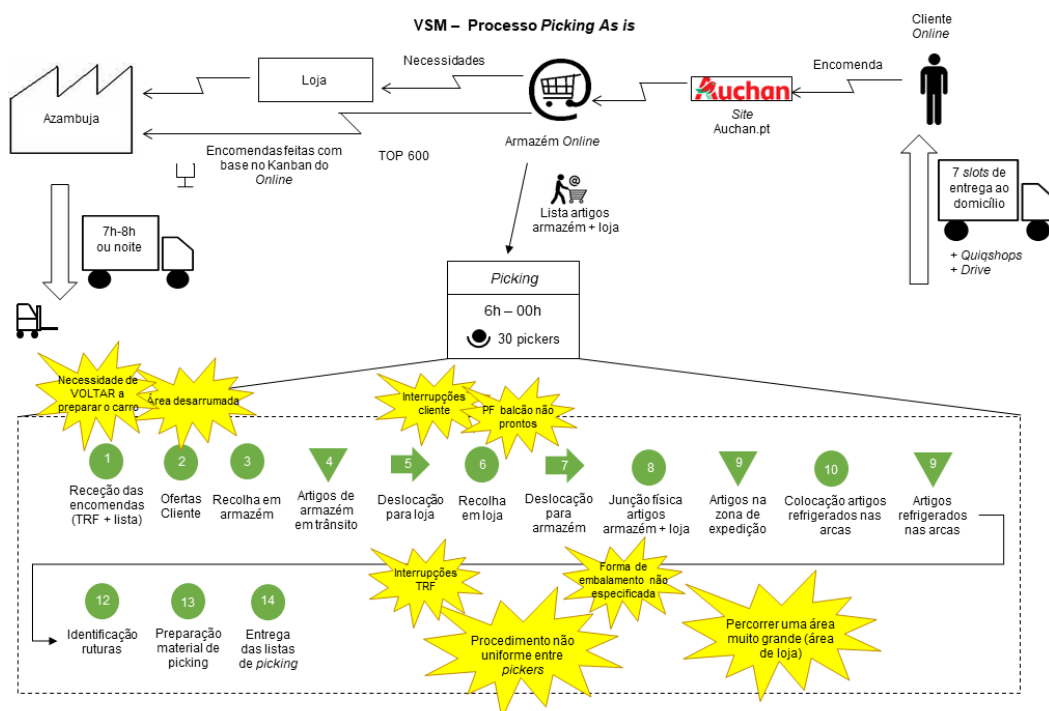 VSM – Processo Picking As is
Cliente
Online
Necessidades
Encomenda
Loja
Auchan
Azambuja
Site
Auchan.pt
Armazém Online
Encomendas feitas com
base no Kanban do
Online
TOP 600
7 slots de
entrega ao
domicílio
Lista artigos
armazém + loja
7h-8h
ou noite
+ Quiqshops
+ Drive
Picking
6h – 00h
30 pickers
Necessidade de
VOLTAR a
preparar o carro
Área desarrumada
Interrupções
cliente
PF balcão não
prontos
1
Receção das
encomendas
(TRF + lista)
2
Ofertas
Cliente
3
Recolha em
armazém
4
Artigos de
armazém
em trânsito
5
Deslocação
para loja
6
Recolha
em loja
7
Deslocação
para
armazém
8
Junção física
artigos
armazém + loja
9
Artigos na
zona de
expedição
10
Colocação artigos
refrigerados nas
arcas
9
Artigos
refrigerados
nas arcas
Interrupções
TRF
Forma de
embalamento não
especificada
12
Identificação
ruturas
13
Preparação
material de
picking
14
Entrega
das listas
de picking
Procedimento não
uniforme entre
pickers
Percorrer uma área
muito grande (área
de loja)